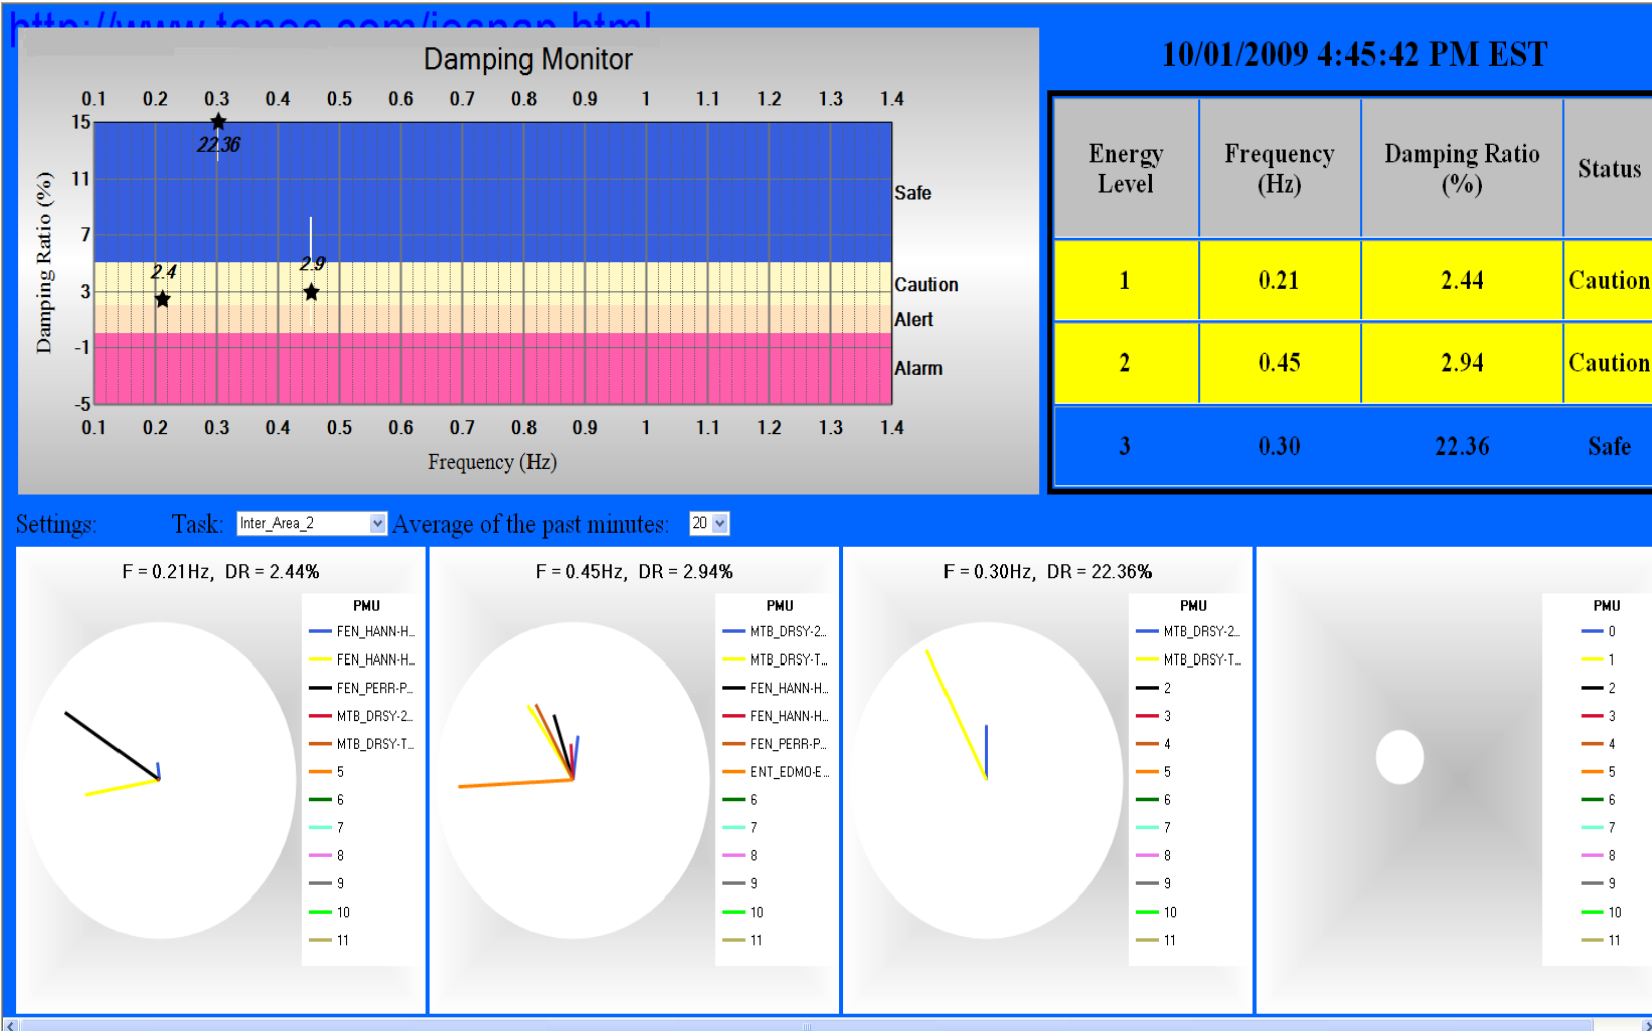 Damping Monitor
0.1 0.2 0.3 0.4 0.5 0.6 0.7 0.8 0.9 1 1.1 1.2 1.3 1.4
15
22.36
11
Safe
7
2.4 2.9
3
Caution
Alert
-1
Alarm
-5
Damping Ratio (%)
0.1 0.2 0.3 0.4 0.5 0.6 0.7 0.8 0.9 1 1.1 1.2 1.3 1.4
Frequency (Hz)
10/01/2009 4:45:42 PM EST
Energy Level Frequency (Hz) Damping Ratio (%) Status
1 0.21 2.44 Caution
2 0.45 2.94 Caution
3 0.30 22.36 Safe
Settings: Task: Inter_Area_2 Average of the past minutes: 20
F = 0.21Hz, DR = 2.44%
PMU
FEN_HANN-H...
FEN_HANN-H...
FEN_PERR-P...
MTB_DRSY-2...
MTB_DRSY-T...
5
6
7
8
9
10
11
F = 0.45Hz, DR = 2.94%
PMU
MTB_DRSY-2...
MTB_DRSY-T...
FEN_HANN-H...
FEN_HANN-H...
FEN_PERR-P...
ENT_EDMO-E...
6
7
8
9
10
11
F = 0.30Hz, DR = 22.36%
PMU
MTB_DRSY-2...
MTB_DRSY-T...
2
3
4
5
6
7
8
9
10
11
PMU
0
1
2
3
4
5
6
7
8
9
10
11